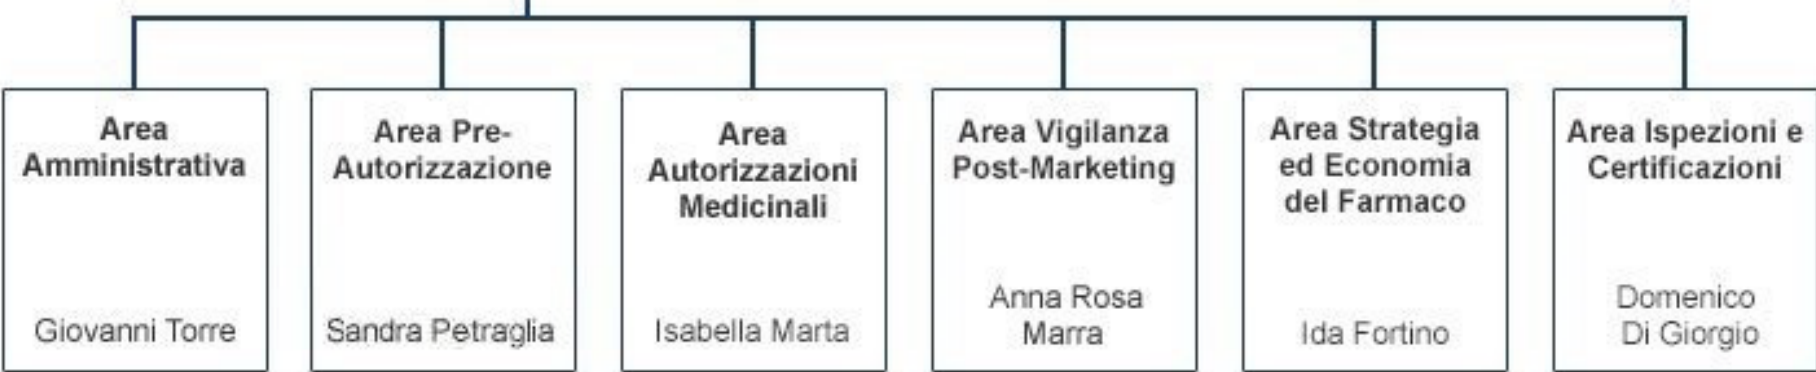 Area
Amministrativa
Giovanni Torre
Area Pre-
Autorizzazione
Sandra Petraglia
Area
Autorizzazioni
Medicinali
Isabella Marta
Area Vigilanza
Post-Marketing
Anna Rosa
Marra
Area Strategia
ed Economia
del Farmaco
Ida Fortino
Area Ispezioni e
Certificazioni
Domenico
Di Giorgio